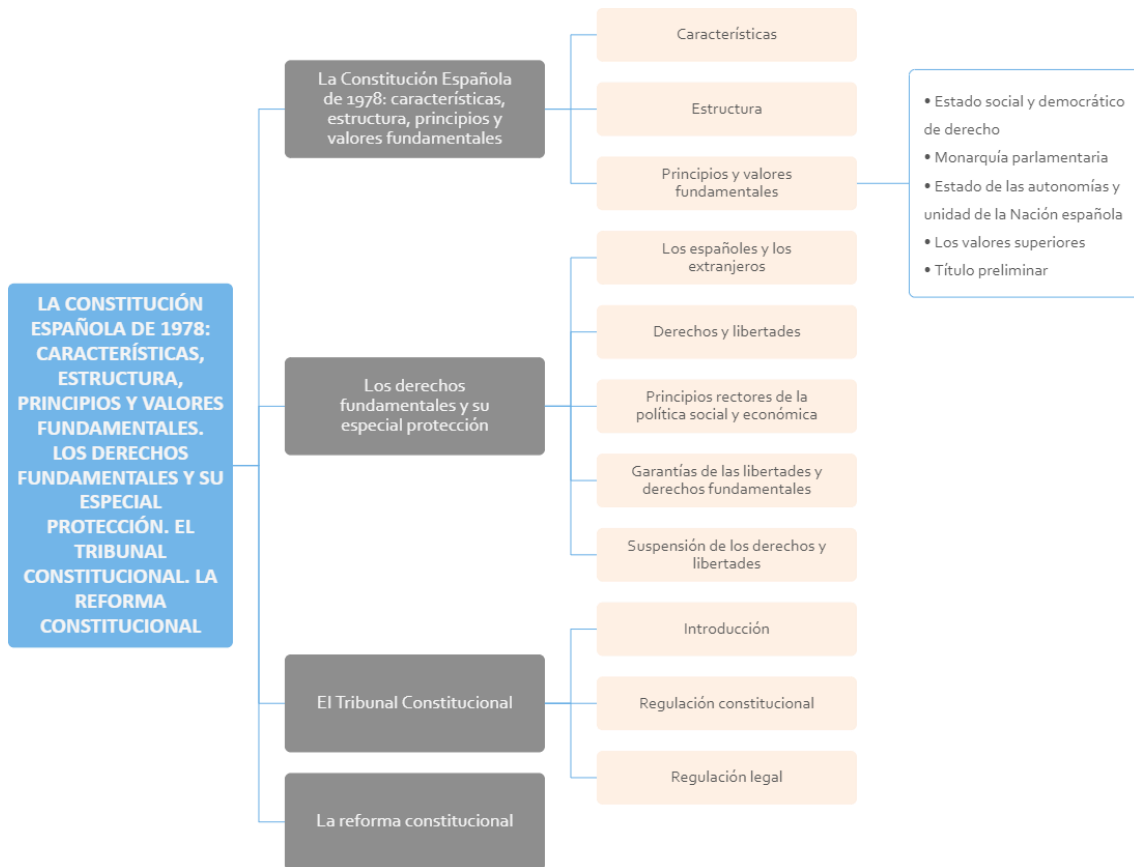 LA CONSTITUCIÓN
ESPAÑOLA DE 1978:
CARACTERÍSTICAS,
ESTRUCTURA,
PRINCIPIOS Y VALORES
FUNDAMENTALES.
LOS DERECHOS
FUNDAMENTALES Y SU
ESPECIAL
PROTECCIÓN. EL
TRIBUNAL
CONSTITUCIONAL. LA
REFORMA
CONSTITUCIONAL
La Constitución Española
de 1978: características,
estructura, principios y
valores fundamentales
Características
Estructura
Principios y valores
fundamentales
• Estado social y democrático
de derecho
• Monarquía parlamentaria
• Estado de las autonomías y
unidad de la Nación española
• Los valores superiores
• Título preliminar
Los derechos
fundamentales y su
especial protección
Los españoles y los
extranjeros
Derechos y libertades
Principios rectores de la
política social y económica
Garantías de las libertades y
derechos fundamentales
Suspensión de los derechos y
libertades
El Tribunal Constitucional
Introducción
Regulación constitucional
Regulación legal
La reforma constitucional